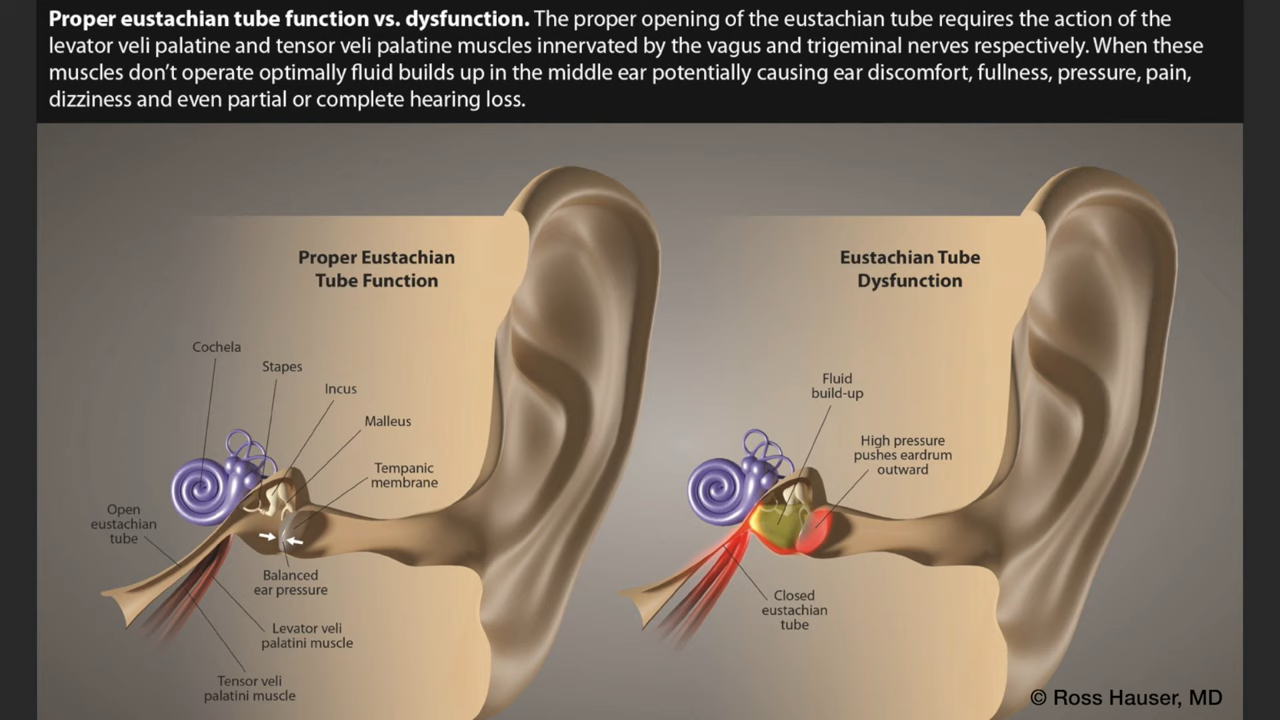 Proper eustachian tube function vs. dysfunction. The proper opening of the eustachian tube requires the action of the
levator veli palatine and tensor veli palatine muscles innervated by the vagus and trigeminal nerves respectively. When these
muscles don't operate optimally fluid builds up in the middle ear potentially causing ear discomfort, fullness, pressure, pain,
dizziness and even partial or complete hearing loss.
Proper Eustachian
Tube Function
Cochela
Stapes
Incus
Malleus
Tempanic
membrane
Open
eustachian
tube
Balanced
ear pressure
Levator veli
palatini muscle
Tensor veli
palatini muscle
Eustachian Tube
Dysfunction
Fluid
build-up
High pressure
pushes eardrum
outward
Closed
eustachian
tube
© Ross Hauser, MD